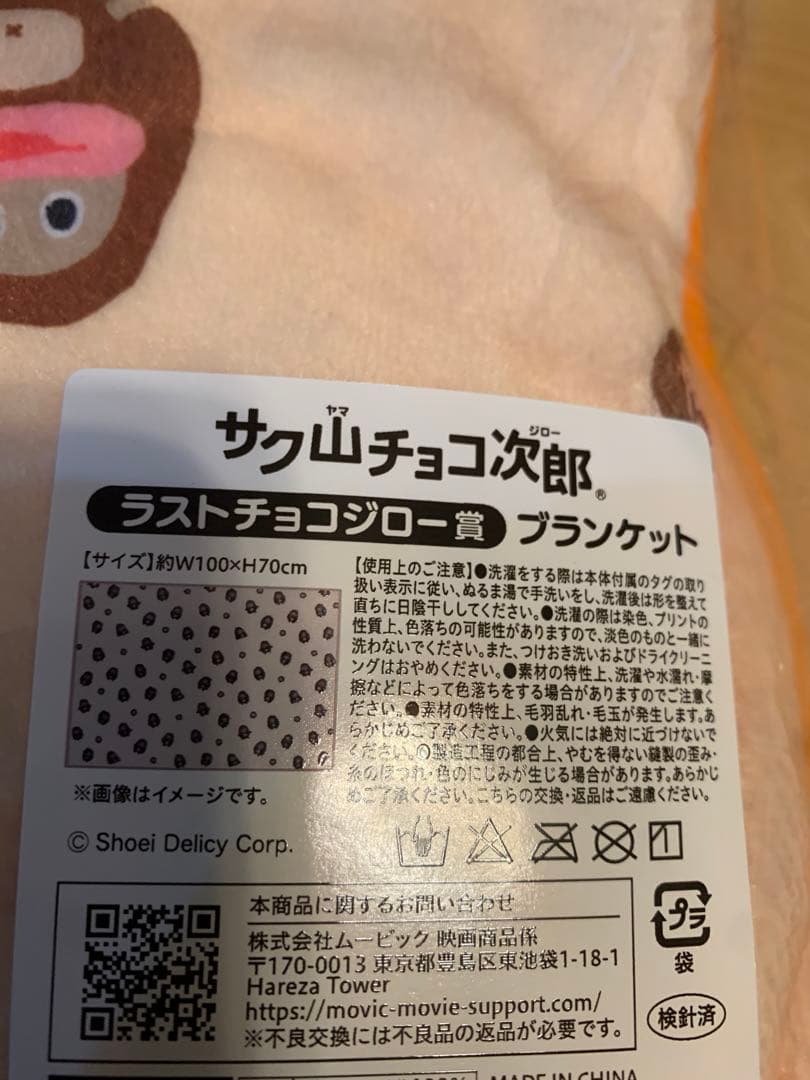 ヤマ ジロー
サク山チョコ次郎®
ラストチョコジロー賞 ブランケット
【サイズ】約W100×H70cm
※画像はイメージです。
【使用上のご注意】●洗濯をする際は本体付属のタグの取り
扱い表示に従い、ぬるま湯で手洗いをし、洗濯後は形を整えて
直ちに日陰干ししてください。●洗濯の際は染色、プリントの
性質上、色落ちの可能性がありますので、淡色のものと一緒に
洗わないでください。また、つけおき洗いおよびドライクリーニ
ングはおやめください。●素材の特性上、洗濯や水濡れ・摩
擦などによって色落ちをする場合がありますのでご注意く
ださい。●素材の特性上、毛羽乱れ・毛玉が発生します。あ
らかじめご了承ください。●火気には絶対に近づけないで
ください。●製造工程の都合上、やむを得ない縫製の歪み・
糸のほつれ・色のにじみが生じる場合があります。あらかじ
めご了承ください。こちらの交換・返品はご遠慮ください。
© Shoei Delicy Corp.
本商品に関するお問い合わせ
株式会社ムービック 映画商品係
〒170-0013 東京都豊島区東池袋1-18-1
Hareza Tower
https://movic-movie-support.com/
※不良交換には不良品の返品が必要です。
プラ
袋
検針済
MADE IN CHINA